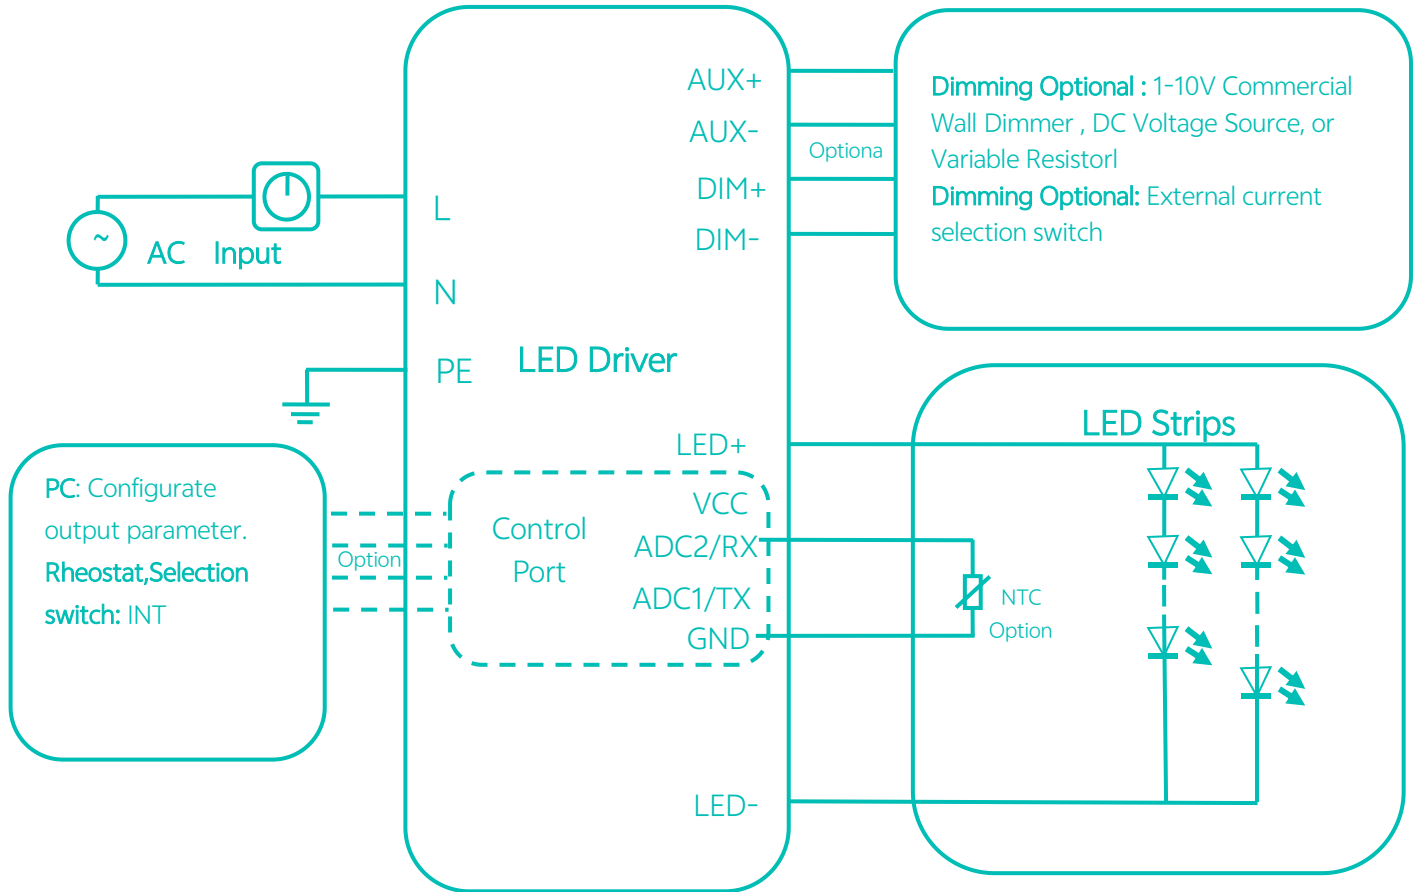 AUX+
AUX-
Optiona
DIM+
DIM-
Dimming Optional : 1-10V Commercial
Wall Dimmer , DC Voltage Source, or
Variable Resistorl
Dimming Optional: External current
selection switch
~
AC Input
L
N
PE
LED Driver
LED+
LED Strips
PC: Configurate
output parameter.
Rheostat,Selection
switch: INT
Option
Control
Port
VCC
ADC2/RX
ADC1/TX
GND
NTC
Option
LED-